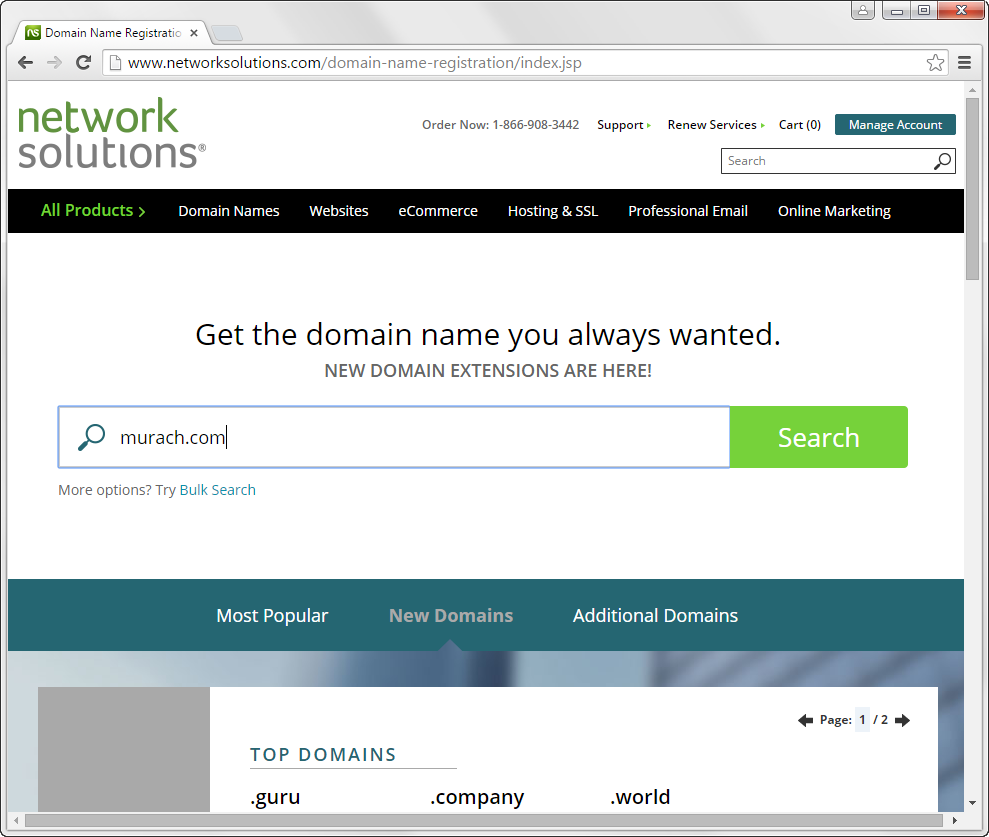 Domain Name Registratio
www.networksolutions.com/domain-name-registration/index.jsp
network
solutions®
Order Now: 1-866-908-3442 Support Renew Services Cart (0) Manage Account
Search
All Products Domain Names Websites eCommerce Hosting & SSL Professional Email Online Marketing
Get the domain name you always wanted.
NEW DOMAIN EXTENSIONS ARE HERE!
murach.com Search
More options? Try Bulk Search
Most Popular New Domains Additional Domains
Page: 1 / 2
TOP DOMAINS
.guru .company .world